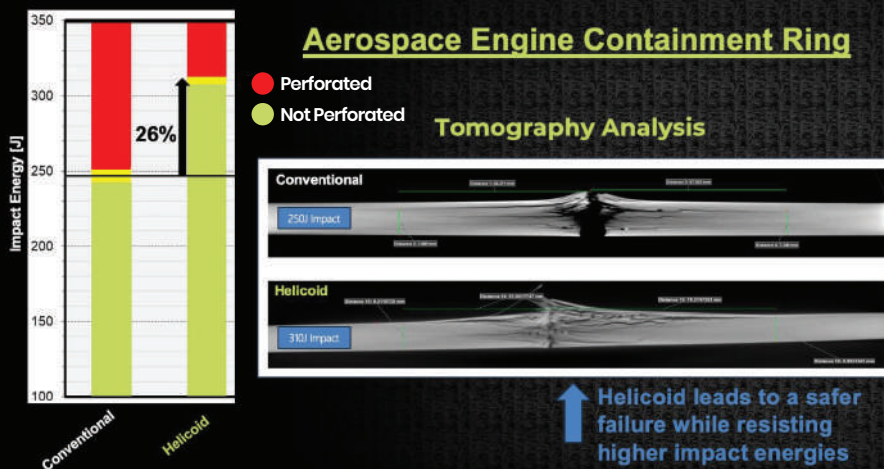 Aerospace Engine Containment Ring
350
300
250
200
150
100
Impact Energy [J]
26%
Conventional
Helicoid
Perforated
Not Perforated
Tomography Analysis
Conventional
250J Impact
Helicoid
310J Impact
Helicoid leads to a safer
failure while resisting
higher impact energies